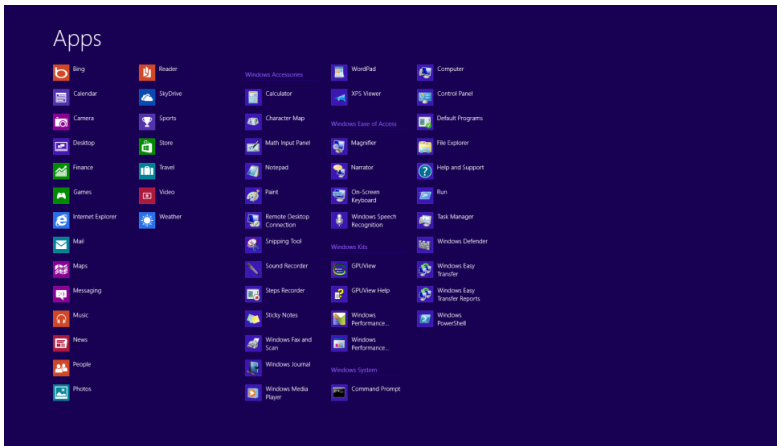 Apps
Bing
Calendar
Camera
Desktop
Finance
Games
Internet Explorer
Mail
Maps
Messaging
Music
News
People
Photos
Reader
SkyDrive
Sports
Store
Travel
Video
Weather
Windows Accessories
Calculator
Character Map
Math Input Panel
Notepad
Paint
Remote Desktop
Connection
Snipping Tool
Sound Recorder
Steps Recorder
Sticky Notes
Windows Fax and
Scan
Windows Journal
Windows Media
Player
WordPad
XPS Viewer
Windows Ease of Access
Magnifier
Narrator
On-Screen
Keyboard
Windows Speech
Recognition
Windows Kits
GPUView
GPUView Help
Windows
Performance...
Windows
Performance...
Windows System
Command Prompt
Computer
Control Panel
Default Programs
File Explorer
Help and Support
Run
Task Manager
Windows Defender
Windows Easy
Transfer
Windows Easy
Transfer Reports
Windows
PowerShell